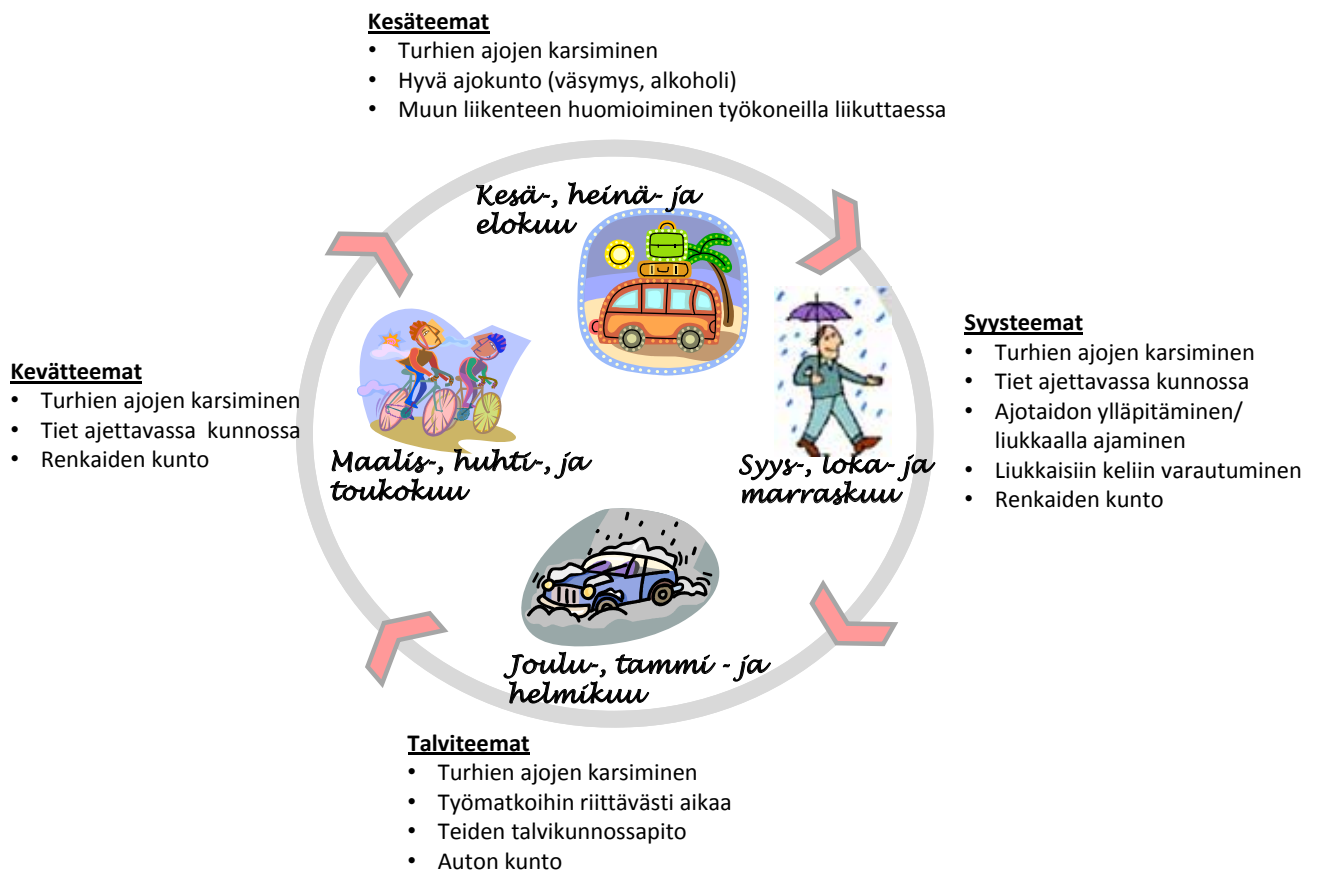 Kesäteemat
• Turhien ajojen karsiminen
• Hyvä ajokunto (väsymys, alkoholi)
• Muun liikenteen huomioiminen työkoneilla liikuttaessa
Kesä-, heinä- ja
elokuu
Syysteemat
• Turhien ajojen karsiminen
• Tiet ajettavassa kunnossa
• Ajotaidon ylläpitäminen/
liukkaalla ajaminen
• Liukkaisiin keliin varautuminen
• Renkaiden kunto
Kevätteemat
• Turhien ajojen karsiminen
• Tiet ajettavassa kunnossa
• Renkaiden kunto
Maalis-, huhti-, ja
toukokuu
Syys-, loka- ja
marraskuu
Joulu-, tammi - ja
helmikuu
Talviteemat
• Turhien ajojen karsiminen
• Työmatkoihin riittävästi aikaa
• Teiden talvikunnossapito
• Auton kunto